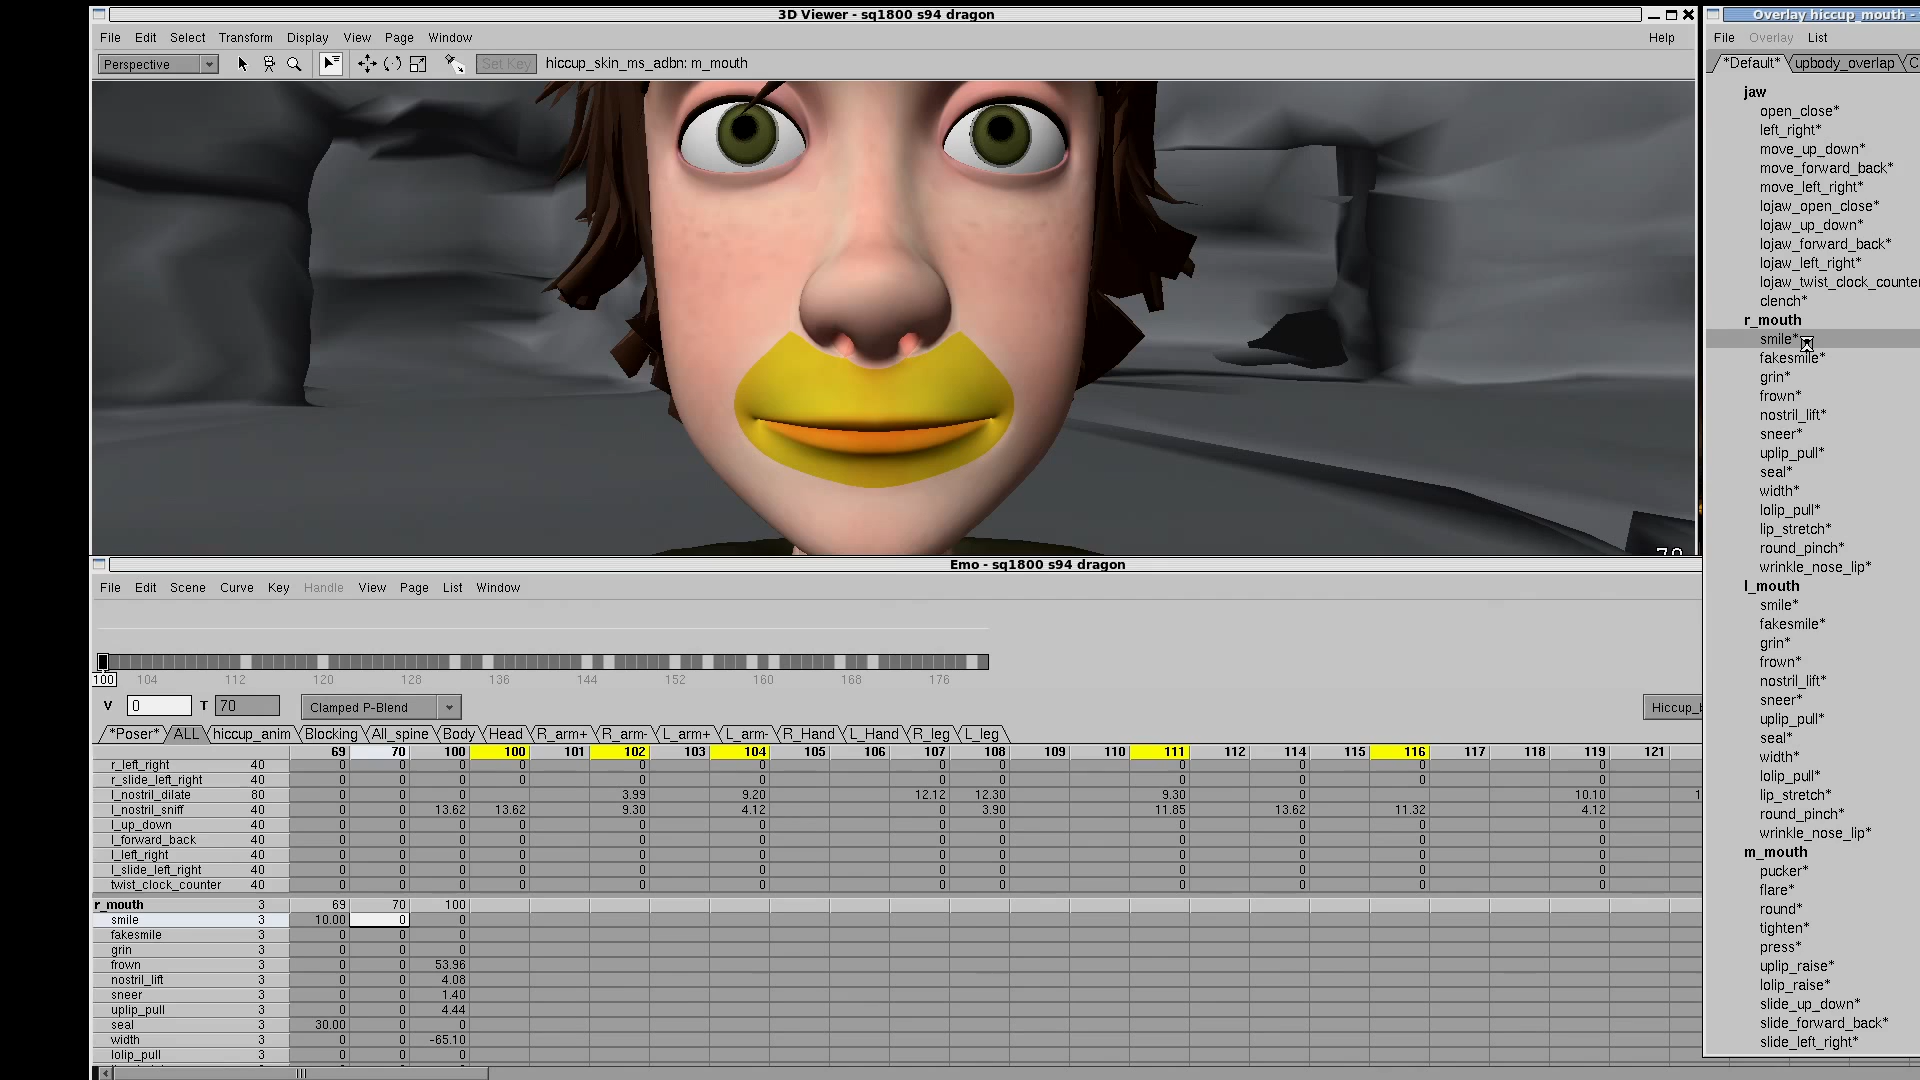 3D Viewer - sq1800 s94 dragon
File Edit Select Transform Display View Page Window Help
Perspective Set Key hiccup_skin_ms_adbn: m_mouth
Overlay hiccup_mouth -
File Overlay List
*Default* upbody_overlap C
jaw
open_close*
left_right*
move_up_down*
move_forward_back*
move_left_right*
lojaw_open_close*
lojaw_up_down*
lojaw_forward_back*
lojaw_left_right*
lojaw_twist_clock_counter
clench*
r_mouth
smile*
fakesmile*
grin*
frown*
nostril_lift*
sneer*
uplip_pull*
seal*
width*
lolip_pull*
lip_stretch*
round_pinch*
wrinkle_nose_lip*
l_mouth
smile*
fakesmile*
grin*
frown*
nostril_lift*
sneer*
uplip_pull*
seal*
width*
lolip_pull*
lip_stretch*
round_pinch*
wrinkle_nose_lip*
m_mouth
pucker*
flare*
round*
tighten*
press*
uplip_raise*
lolip_raise*
slide_up_down*
slide_forward_back*
slide_left_right*
Emo - sq1800 s94 dragon
File Edit Scene Curve Key Handle View Page List Window
100 104 112 120 128 136 144 152 160 168 176
V 0 T 70 Clamped P-Blend Hiccup_b
*Poser* ALL hiccup_anim Blocking All_spine Body Head R_arm+ R_arm- L_arm+ L_arm- R_Hand L_Hand R_leg L_leg
69 70 100 100 101 102 103 104 105 106 107 108 109 110 111 112 114 115 116 117 118 119 121
r_left_right 40 0 0 0 0 0 0 0 0 0 0 0 0
r_slide_left_right 40 0 0 0 0 0 0 0 0 0 0 0 0
l_nostril_dilate 80 0 0 3.99 9.20 12.12 12.30 9.30 0 10.10 1
l_nostril_sniff 40 0 0 13.62 13.62 9.30 4.12 0 3.90 11.85 13.62 11.32 4.12
l_up_down 40 0 0 0 0 0 0 0 0 0 0 0 0
l_forward_back 40 0 0 0 0 0 0 0 0 0 0 0 0
l_left_right 40 0 0 0 0 0 0 0 0 0 0 0 0
l_slide_left_right 40 0 0 0 0 0 0 0 0 0 0 0 0
twist_clock_counter 40 0 0 0 0 0 0 0 0 0 0 0 0
r_mouth 3 69 70 100
smile 3 10.00 0 0
fakesmile 3 0 0 0
grin 3 0 0 0
frown 3 0 0 53.96
nostril_lift 3 0 0 4.08
sneer 3 0 0 1.40
uplip_pull 3 0 0 4.44
seal 3 30.00 0 0
width 3 0 0 -65.10
lolip_pull 3 0 0 0